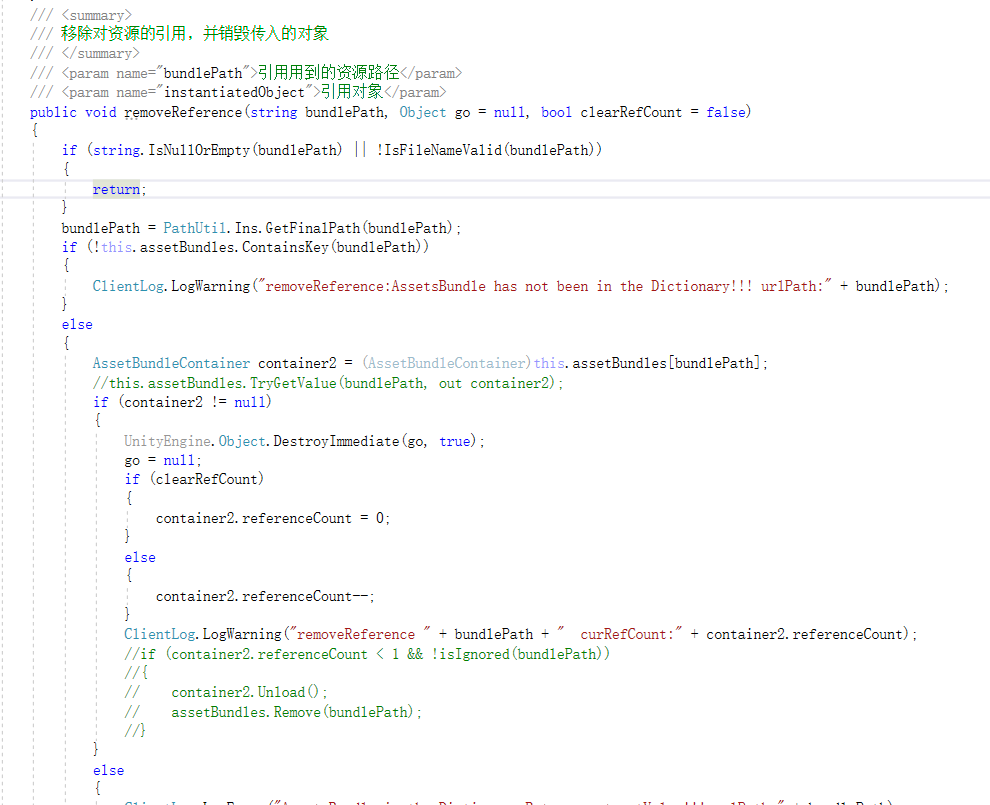 /// <summary>
/// 移除对资源的引用，并销毁传入的对象
/// </summary>
/// <param name="bundlePath">引用用到的资源路径</param>
/// <param name="instantiatedObject">引用对象</param>
public void removeReference(string bundlePath, Object go = null, bool clearRefCount = false)
{
if (string.IsNullOrEmpty(bundlePath) || !IsFileNameValid(bundlePath))
{
return;
}
bundlePath = PathUtil.Ins.GetFinalPath(bundlePath);
if (!this.assetBundles.ContainsKey(bundlePath))
{
ClientLog.LogWarning("removeReference:AssetsBundle has not been in the Dictionary!!! urlPath:" + bundlePath);
}
else
{
AssetBundleContainer container2 = (AssetBundleContainer)this.assetBundles[bundlePath];
//this.assetBundles.TryGetValue(bundlePath, out container2);
if (container2 != null)
{
UnityEngine.Object.DestroyImmediate(go, true);
go = null;
if (clearRefCount)
{
container2.referenceCount = 0;
}
else
{
container2.referenceCount--;
}
ClientLog.LogWarning("removeReference " + bundlePath + "  curRefCount:" + container2.referenceCount);
//if (container2.referenceCount < 1 && !isIgnored(bundlePath))
//{
//    container2.Unload();
//    assetBundles.Remove(bundlePath);
//}
}
else
{